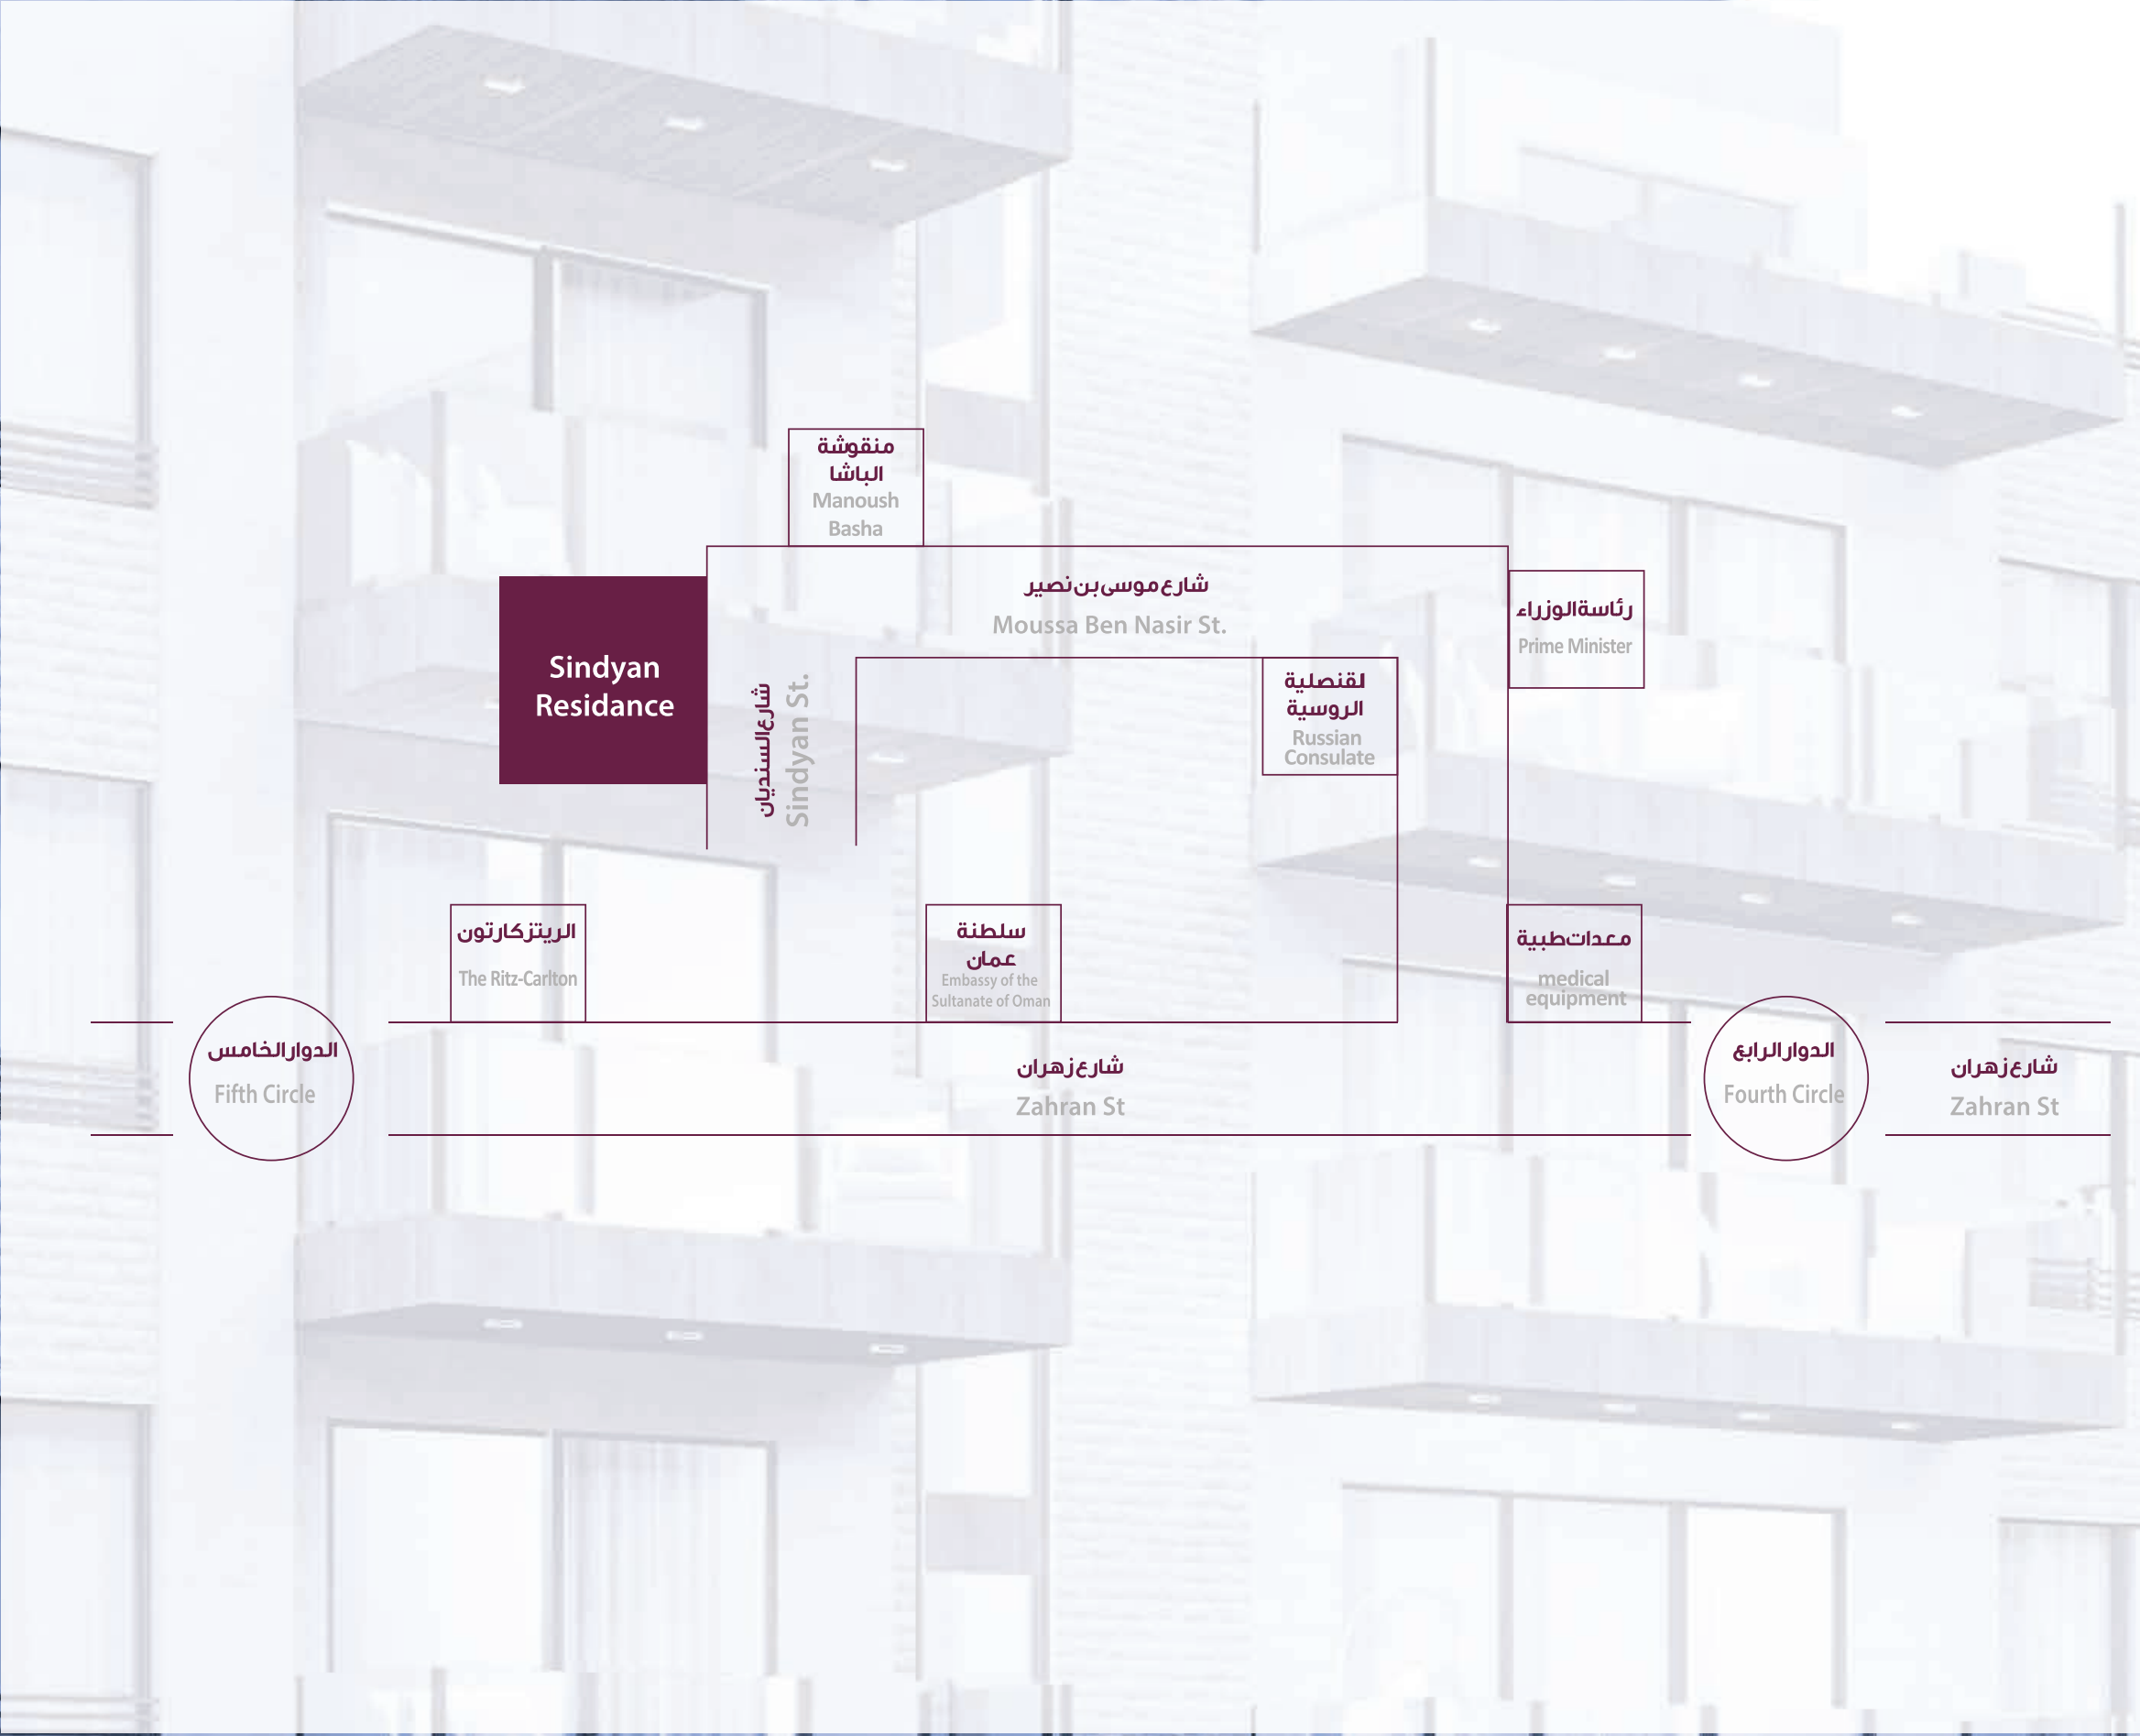 منقوشة
الباشا
Manoush
Basha
شارع موسى بن نصير
Moussa Ben Nasir St.
رئاسة الوزراء
Prime Minister
Sindyan
Residance
شارع السنديان
Sindyan St.
لقنصلية
الروسية
Russian
Consulate
الريتز كارتون
The Ritz-Carlton
سلطنة
عمان
Embassy of the
Sultanate of Oman
معدات طبية
medical
equipment
الدوار الخامس
Fifth Circle
شارع زهران
Zahran St
الدوار الرابع
Fourth Circle
شارع زهران
Zahran St